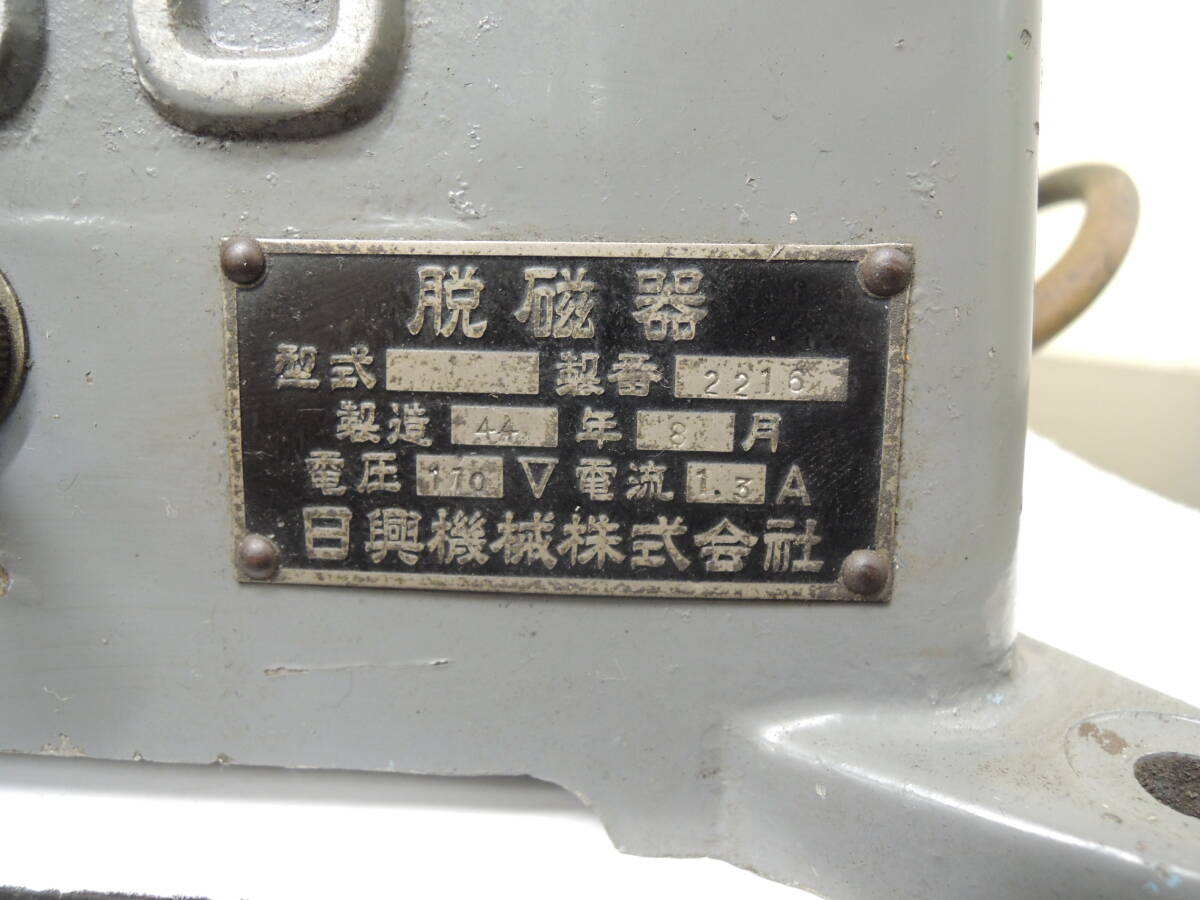 脱磁器
型式 製番 2216
製造 44 年 8 月
電圧 110 V 電流 1.3 A
日興機械株式会社